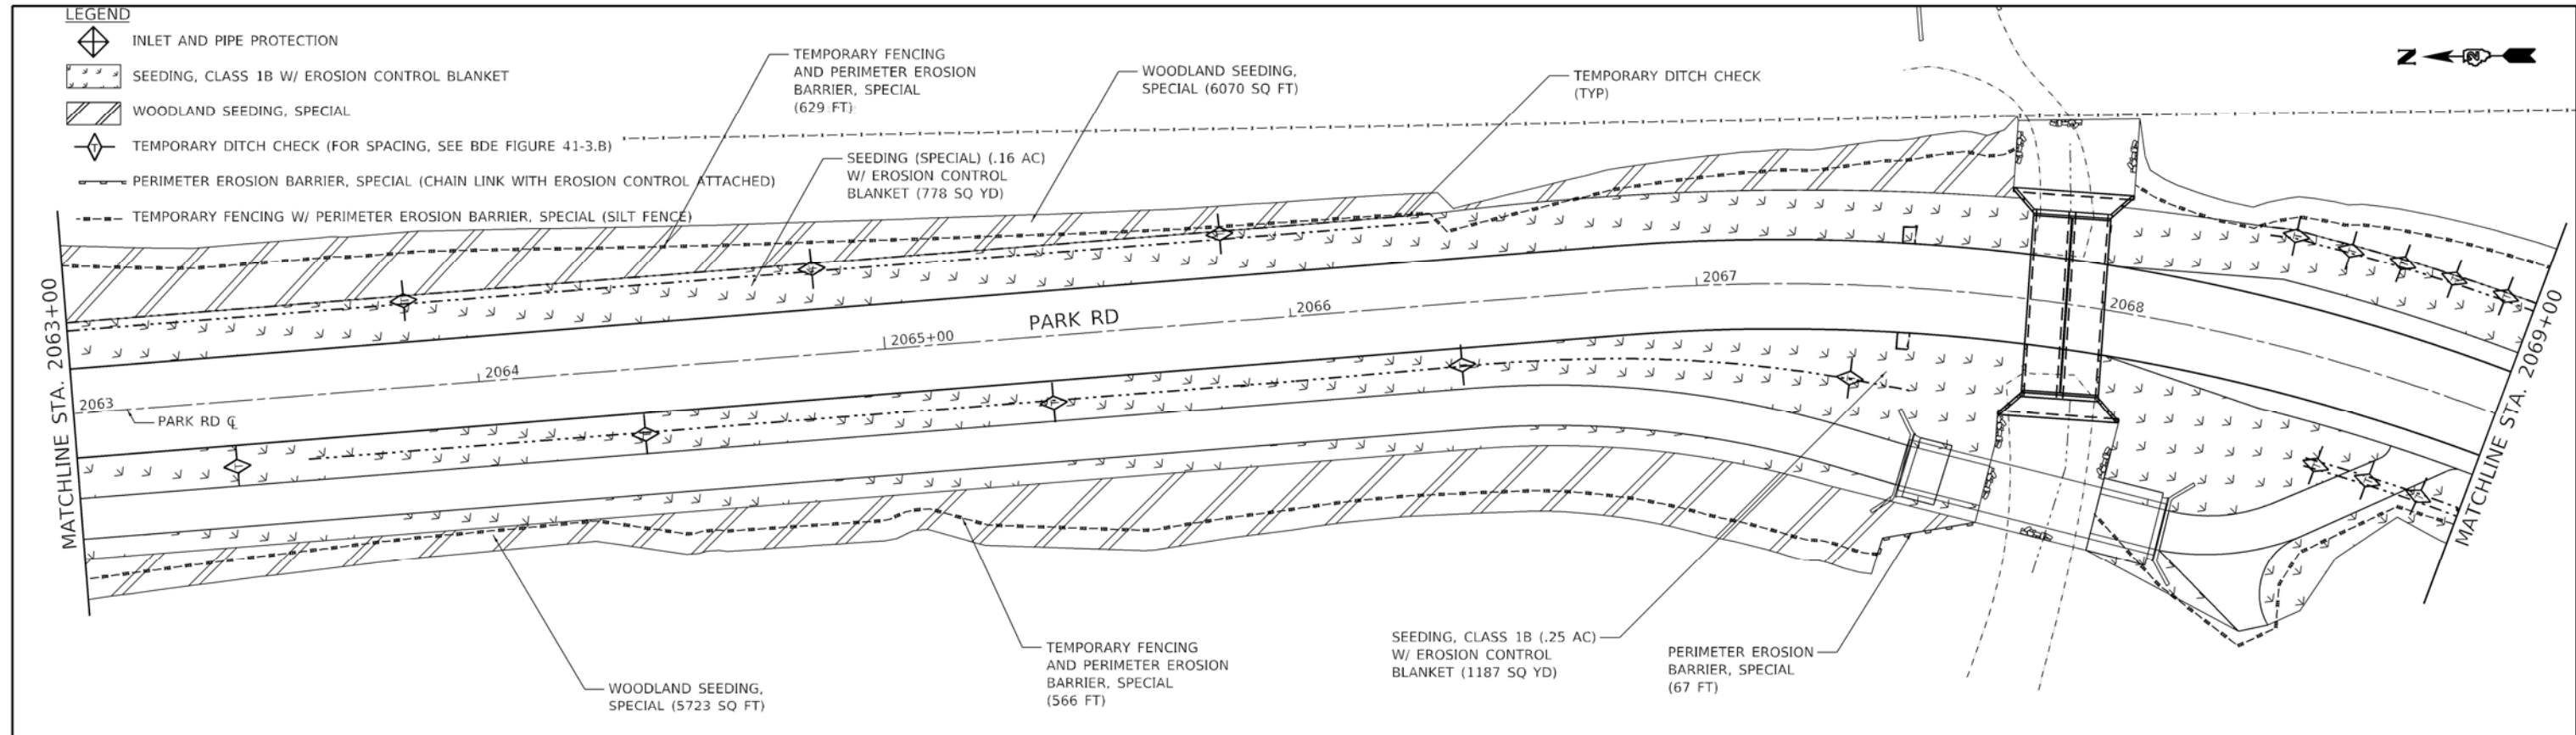 LEGEND
INLET AND PIPE PROTECTION
SEEDING, CLASS 1B W/ EROSION CONTROL BLANKET
WOODLAND SEEDING, SPECIAL
TEMPORARY DITCH CHECK (FOR SPACING, SEE BDE FIGURE 41-3.B)
PERIMETER EROSION BARRIER, SPECIAL (CHAIN LINK WITH EROSION CONTROL ATTACHED)
TEMPORARY FENCING W/ PERIMETER EROSION BARRIER, SPECIAL (SILT FENCE)
TEMPORARY FENCING
AND PERIMETER EROSION
BARRIER, SPECIAL
(629 FT)
WOODLAND SEEDING,
SPECIAL (6070 SQ FT)
SEEDING (SPECIAL) (.16 AC)
W/ EROSION CONTROL
BLANKET (778 SQ YD)
TEMPORARY DITCH CHECK
(TYP)
N
MATCHLINE STA. 2063+00
2063
PARK RD ℄
2064
2065+00
PARK RD
2066
2067
2068
MATCHLINE STA. 2069+00
WOODLAND SEEDING,
SPECIAL (5723 SQ FT)
TEMPORARY FENCING
AND PERIMETER EROSION
BARRIER, SPECIAL
(566 FT)
SEEDING, CLASS 1B (.25 AC)
W/ EROSION CONTROL
BLANKET (1187 SQ YD)
PERIMETER EROSION
BARRIER, SPECIAL
(67 FT)